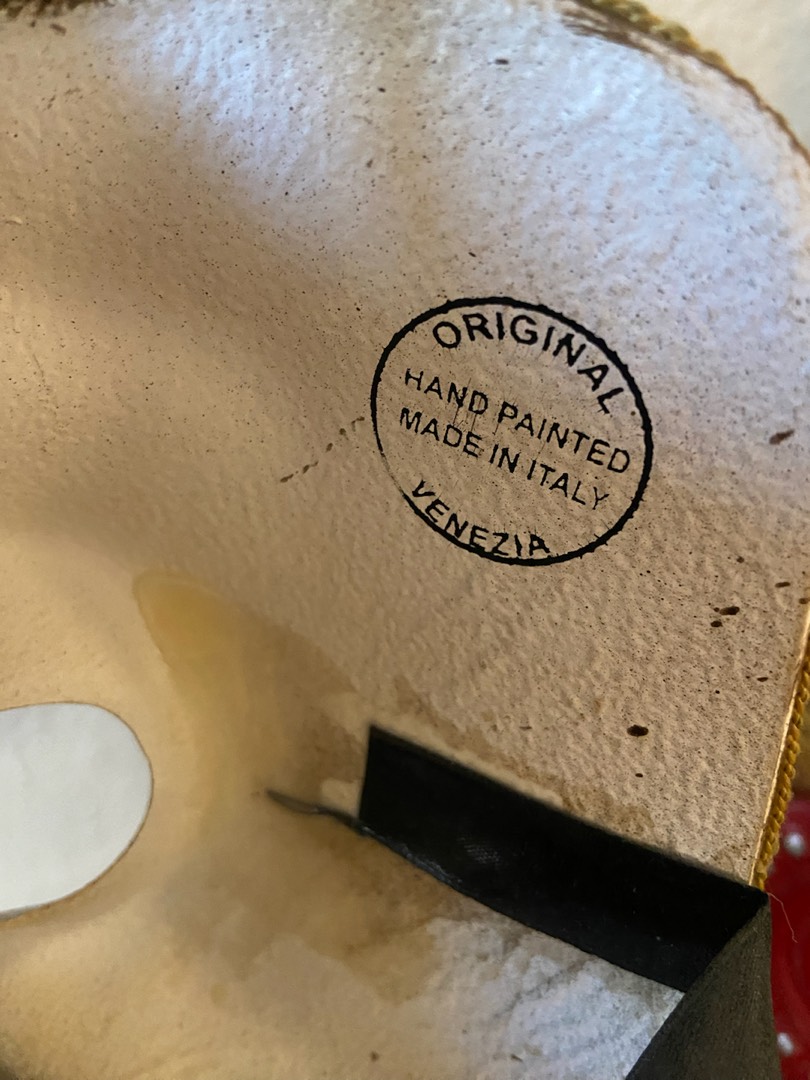 ORIGINAL
HAND PAINTED
MADE IN ITALY
VENEZIA